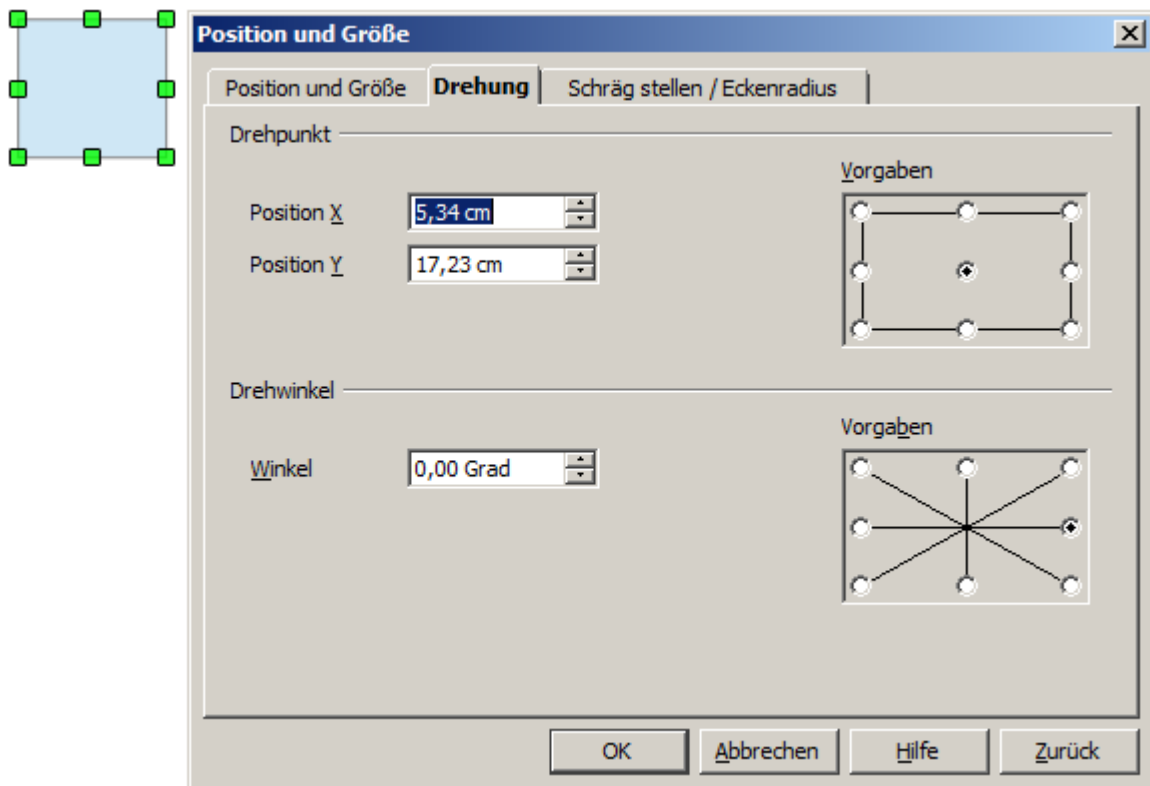 Position und Größe
Position und Größe Drehung Schräg stellen / Eckenradius
Drehpunkt
Vorgaben
Position X 5,34 cm
Position Y 17,23 cm
Drehwinkel
Vorgaben
Winkel 0,00 Grad
OK Abbrechen Hilfe Zurück